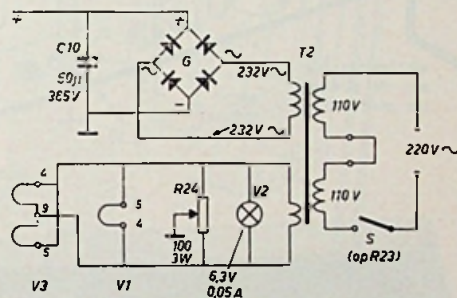 +
+
C10
50µ
385V
G
~
~
−
T2
232V ~
232V ~
110V
110V
220V ~
S
(op R23)
4
9
5
V3
5
4
V1
R24
100
3W
V2
6,3V
0,05A